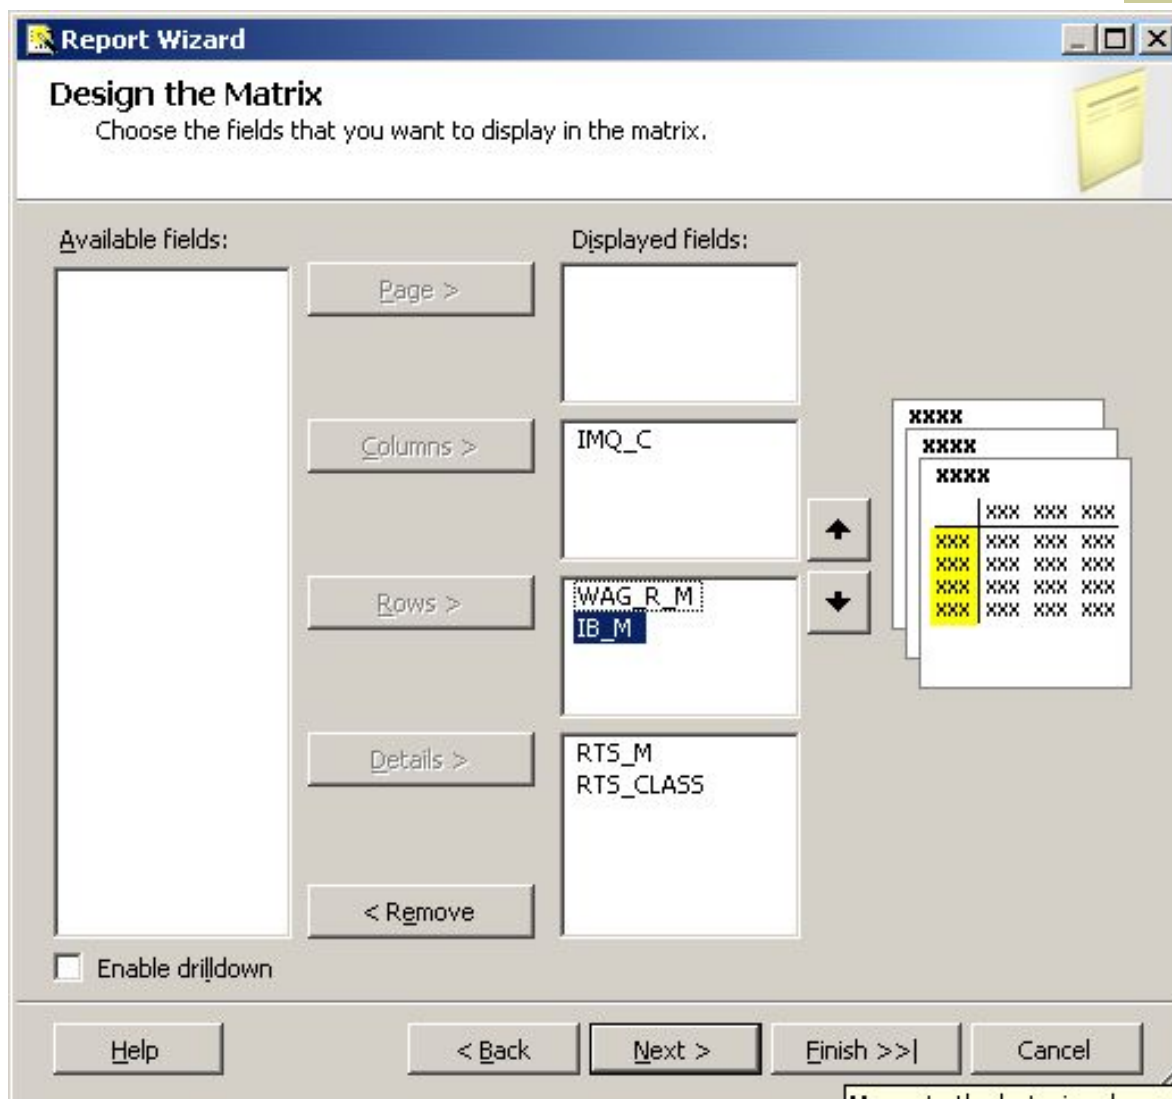 Report Wizard
Design the Matrix
Choose the fields that you want to display in the matrix.
Available fields:
Displayed fields:
Page >
Columns >
IMQ_C
Rows >
WAG_R_M
IB_M
Details >
RTS_M
RTS_CLASS
< Remove
Enable drilldown
xxxx
xxxx
xxxx
xxx xxx xxx
xxx xxx xxx xxx
xxx xxx xxx xxx
xxx xxx xxx xxx
xxx xxx xxx xxx
Help
< Back
Next >
Finish >>|
Cancel